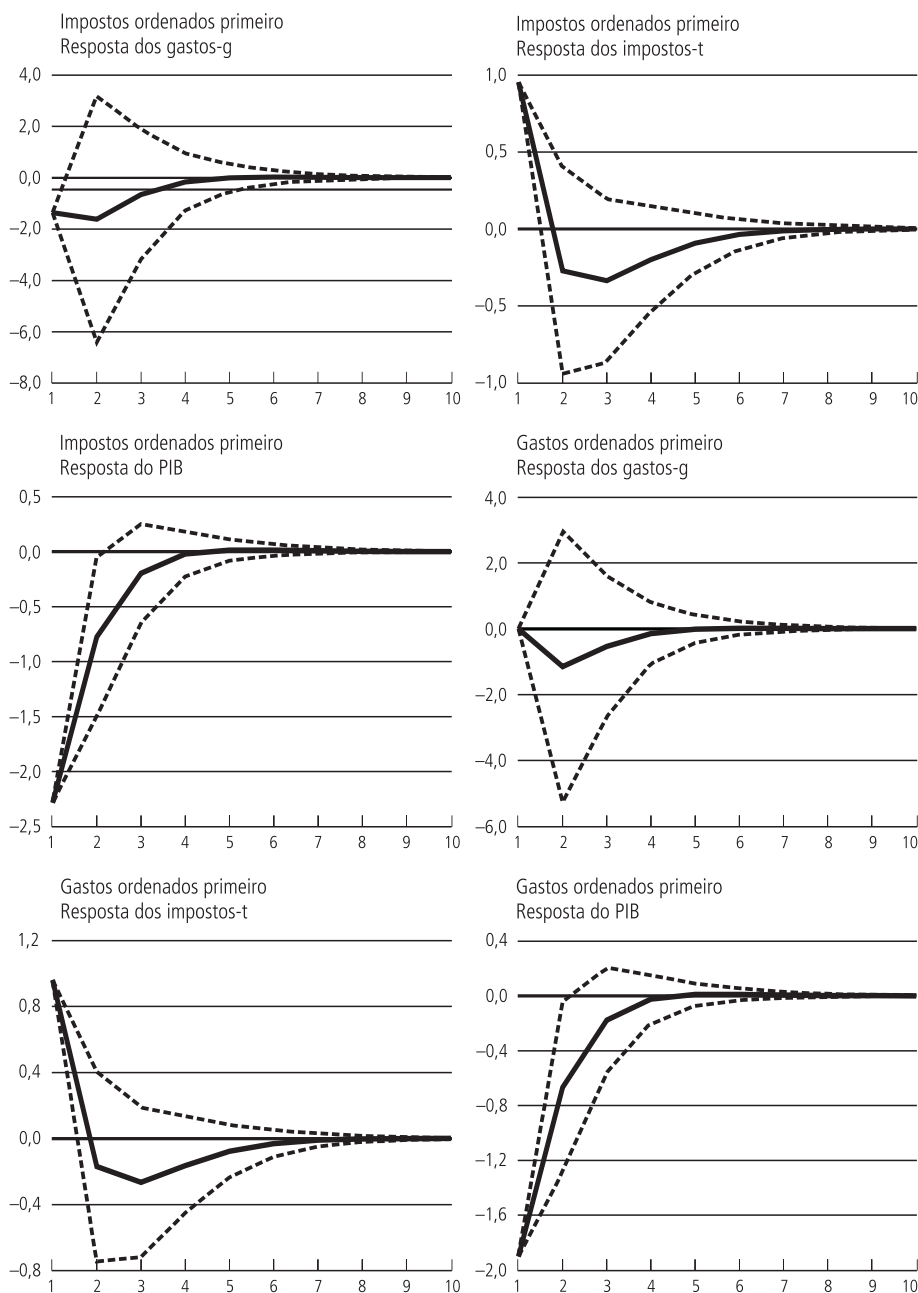 Impostos ordenados primeiro
Resposta dos gastos-g
4,0
2,0
0,0
–2,0
–4,0
–6,0
–8,0
1 2 3 4 5 6 7 8 9 10
Impostos ordenados primeiro
Resposta dos impostos-t
1,0
0,5
0,0
–0,5
–1,0
1 2 3 4 5 6 7 8 9 10
Impostos ordenados primeiro
Resposta do PIB
0,5
0,0
–0,5
–1,0
–1,5
–2,0
–2,5
1 2 3 4 5 6 7 8 9 10
Gastos ordenados primeiro
Resposta dos gastos-g
4,0
2,0
0,0
–2,0
–4,0
–6,0
1 2 3 4 5 6 7 8 9 10
Gastos ordenados primeiro
Resposta dos impostos-t
1,2
0,8
0,4
0,0
–0,4
–0,8
1 2 3 4 5 6 7 8 9 10
Gastos ordenados primeiro
Resposta do PIB
0,4
0,0
–0,4
–0,8
–1,2
–1,6
–2,0
1 2 3 4 5 6 7 8 9 10